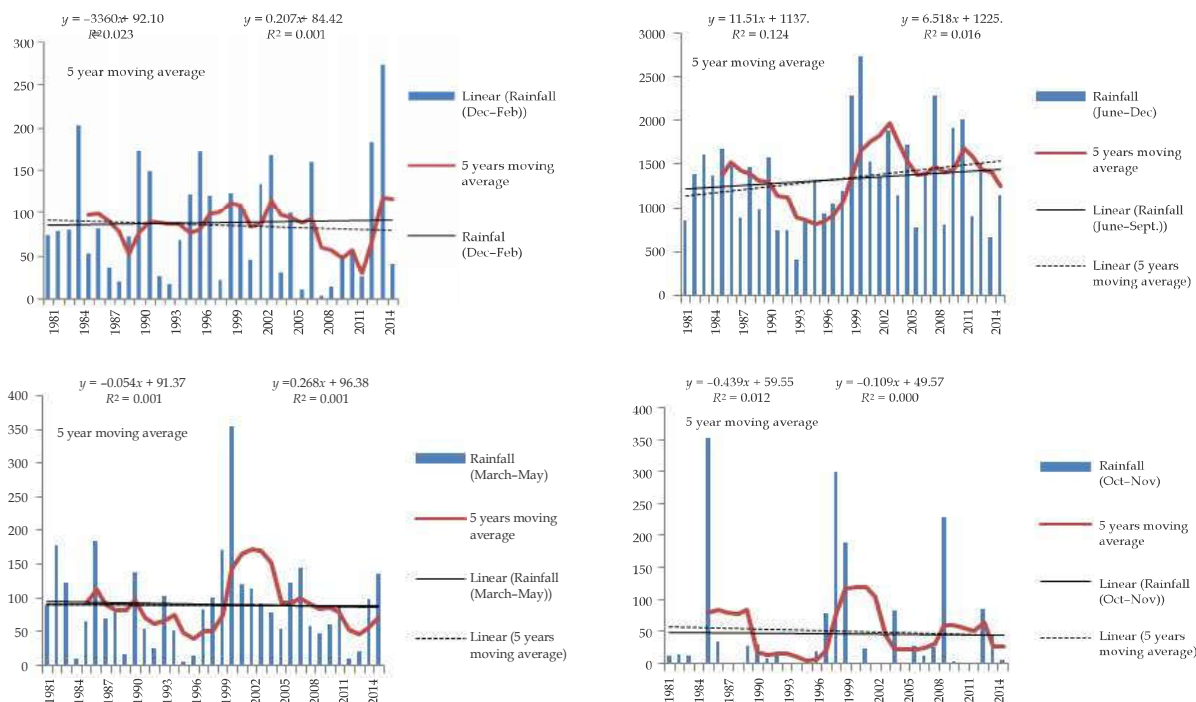 y = –3360x + 92.10
R² 0.023
y = 0.207x + 84.42
R² = 0.001
5 year moving average
300
250
200
150
100
50
0
1981
1984
1987
1990
1993
1996
1999
2002
2005
2008
2011
2014
Linear (Rainfall
(Dec–Feb))
5 years moving
average
Rainfal
(Dec–Feb)
y = 11.51x + 1137.
R² = 0.124
y = 6.518x + 1225.
R² = 0.016
5 year moving average
3000
2500
3000
1500
1000
500
0
1981
1984
1987
1990
1993
1996
1999
2002
2005
2008
2011
2014
Rainfall
(June–Dec)
5 years moving
average
Linear (Rainfall
(June–Sept.))
Linear (5 years
moving average)
y = –0.054x + 91.37
R² = 0.001
y =0.268x + 96.38
R² = 0.001
5 year moving average
400
350
300
250
200
150
100
50
0
1981
1984
1987
1990
1993
1996
1999
2002
2005
2008
2011
2014
Rainfall
(March–May)
5 years moving
average
Linear (Rainfall
(March–May))
Linear (5 years
moving average)
y = –0.439x + 59.55
R² = 0.012
y = –0.109x + 49.57
R² = 0.000
5 year moving average
400
350
300
250
200
150
100
50
0
1981
1984
1987
1990
1993
1996
1999
2002
2005
2008
2011
2014
Rainfall
(Oct–Nov)
5 years moving
average
Linear (Rainfall
(Oct–Nov))
Linear (5 years
moving average)